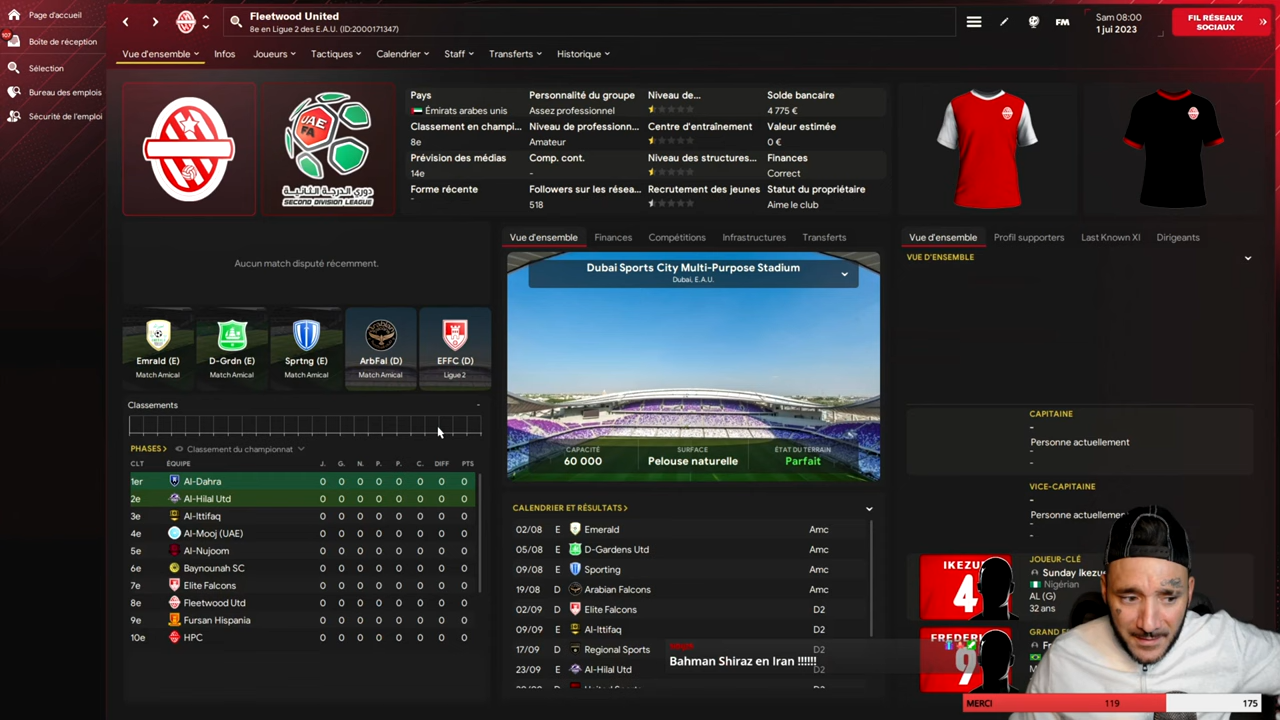 Page d'accueil
107
Boîte de réception
Sélection
Bureau des emplois
Sécurité de l'emploi
Fleetwood United
8e en Ligue 2 des E.A.U. (ID:2000171347)
FM
Sam 08:00
1 jui 2023
FIL RÉSEAUX
SOCIAUX
Vue d'ensemble
Infos
Joueurs
Tactiques
Calendrier
Staff
Transferts
Historique
UAE
FA
دوري الدرجة الثانية
SECOND DIVISION LEAGUE
Pays
Émirats arabes unis
Classement en champi...
8e
Prévision des médias
14e
Forme récente
-
Personnalité du groupe
Assez professionnel
Niveau de professionn...
Amateur
Comp. cont.
-
Followers sur les résea...
518
Niveau de...
Centre d'entraînement
Niveau des structures...
Recrutement des jeunes
Solde bancaire
4 775 €
Valeur estimée
0 €
Finances
Correct
Statut du propriétaire
Aime le club
Aucun match disputé récemment.
Emrald (E)
Match Amical
D-Grdn (E)
Match Amical
Sprtng (E)
Match Amical
ArbFal (D)
Match Amical
EFFC (D)
Ligue 2
Classements
-
PHASES > Classement du championnat
CLT ÉQUIPE J. G. N. P. P. C. DIFF PTS
1er Al-Dahra 0 0 0 0 0 0 0 0
2e Al-Hilal Utd 0 0 0 0 0 0 0 0
3e Al-Ittifaq 0 0 0 0 0 0 0 0
4e Al-Mooj (UAE) 0 0 0 0 0 0 0 0
5e Al-Nujoom 0 0 0 0 0 0 0 0
6e Baynounah SC 0 0 0 0 0 0 0 0
7e Elite Falcons 0 0 0 0 0 0 0 0
8e Fleetwood Utd 0 0 0 0 0 0 0 0
9e Fursan Hispania 0 0 0 0 0 0 0 0
10e HPC 0 0 0 0 0 0 0 0
Vue d'ensemble
Finances
Compétitions
Infrastructures
Transferts
Dubai Sports City Multi-Purpose Stadium
Dubai, E.A.U.
CAPACITÉ
60 000
SURFACE
Pelouse naturelle
ÉTAT DU TERRAIN
Parfait
CALENDRIER ET RÉSULTATS >
02/08 E Emerald Amc
05/08 E D-Gardens Utd Amc
09/08 E Sporting Amc
19/08 D Arabian Falcons Amc
02/09 D Elite Falcons D2
09/09 E Al-Ittifaq D2
17/09 D Regional Sports D2
23/09 E Al-Hilal Utd D2
Bahman Shiraz en Iran !!!!!!
Vue d'ensemble
Profil supporters
Last Known XI
Dirigeants
VUE D'ENSEMBLE
CAPITAINE
-
Personne actuellement
-
-
VICE-CAPITAINE
-
Personne actuellemen
-
-
IKEZU
4
JOUEUR-CLÉ
Sunday Ikezu
Nigérian
AL (G)
32 ans
FREDERI
9
GRAND E
Fr
MERCI 119 175